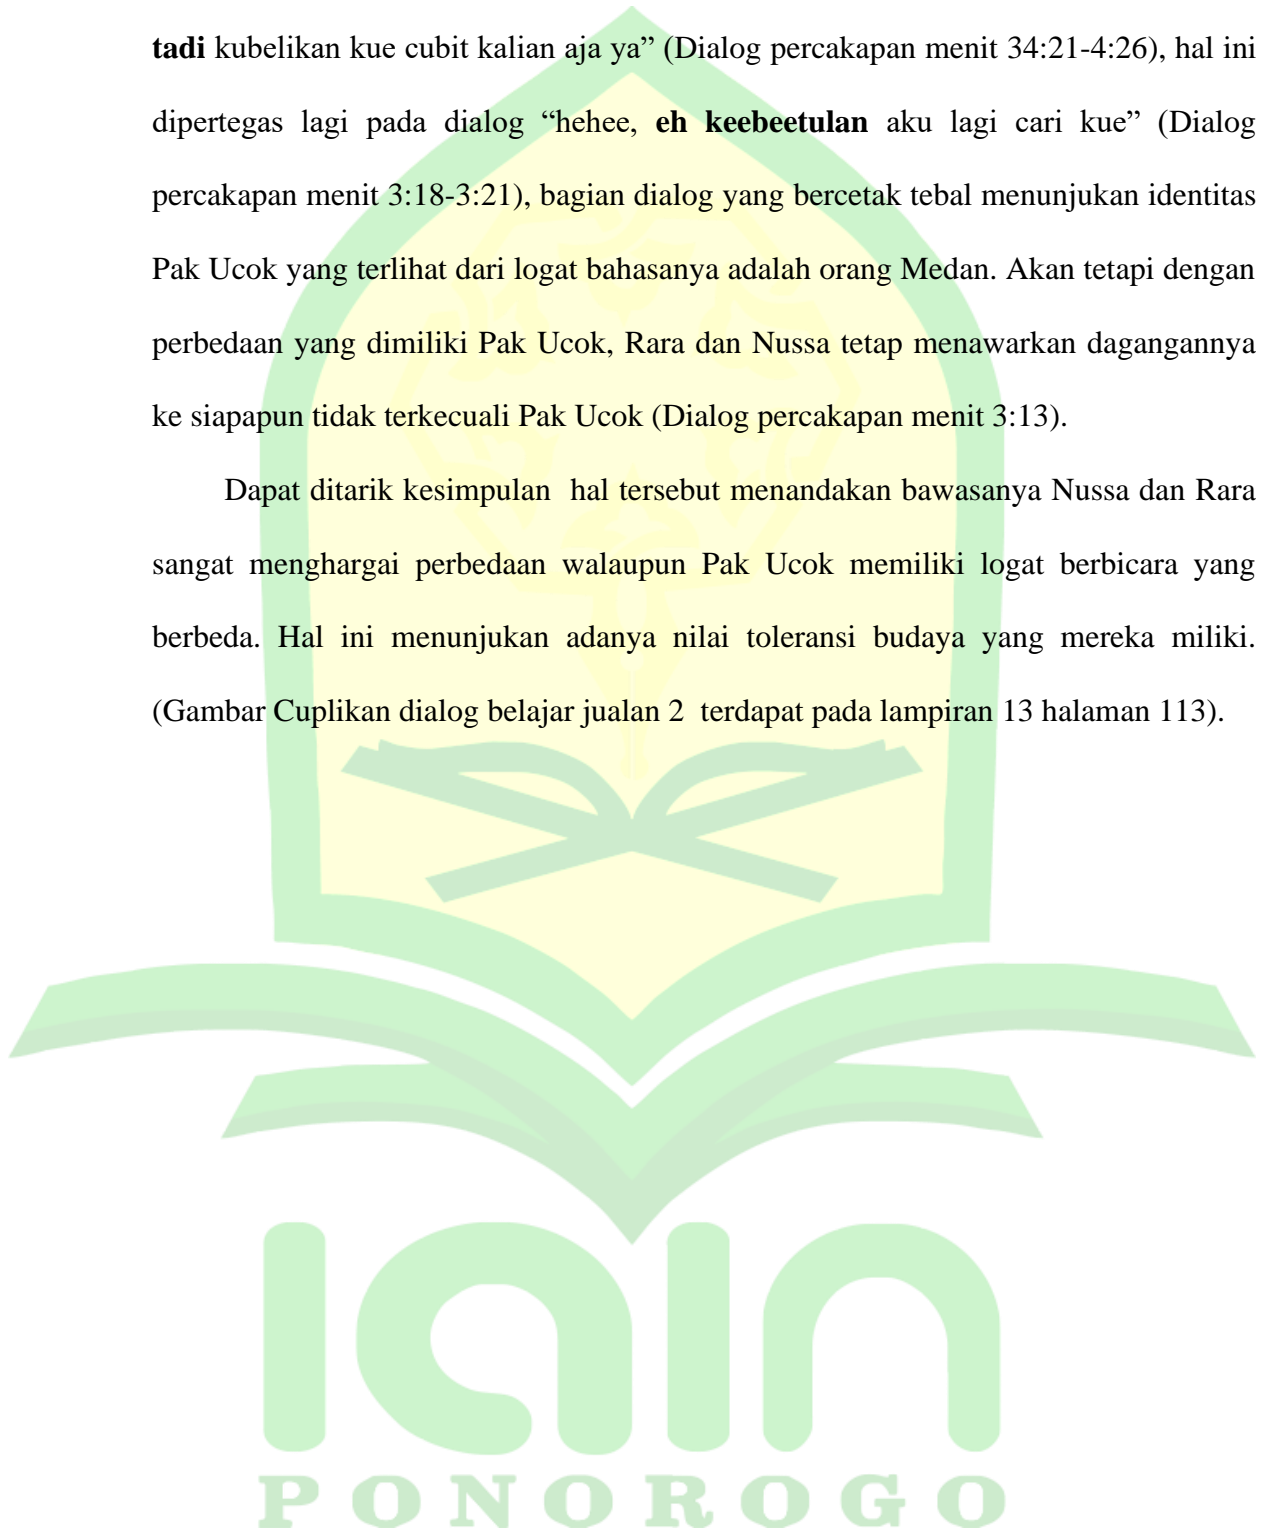 tadi kubelikan kue cubit kalian aja ya” (Dialog percakapan menit 34:21-4:26), hal ini
dipertegas lagi pada dialog “hehee, eh keebeetulan aku lagi cari kue” (Dialog
percakapan menit 3:18-3:21), bagian dialog yang bercetak tebal menunjukan identitas
Pak Ucok yang terlihat dari logat bahasanya adalah orang Medan. Akan tetapi dengan
perbedaan yang dimiliki Pak Ucok, Rara dan Nussa tetap menawarkan dagangannya
ke siapapun tidak terkecuali Pak Ucok (Dialog percakapan menit 3:13).
Dapat ditarik kesimpulan  hal tersebut menandakan bawasanya Nussa dan Rara
sangat menghargai perbedaan walaupun Pak Ucok memiliki logat berbicara yang
berbeda. Hal ini menunjukan adanya nilai toleransi budaya yang mereka miliki.
(Gambar Cuplikan dialog belajar jualan 2  terdapat pada lampiran 13 halaman 113).
iain
PONOROGO